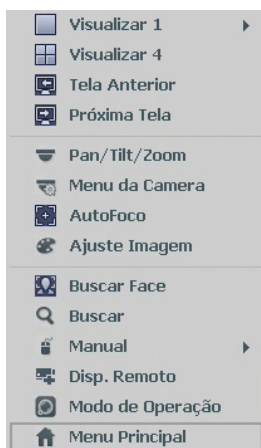 Visualizar 1
Visualizar 4
Tela Anterior
Próxima Tela
Pan/Tilt/Zoom
Menu da Camera
AutoFoco
Ajuste Imagem
Buscar Face
Buscar
Manual
Disp. Remoto
Modo de Operação
Menu Principal